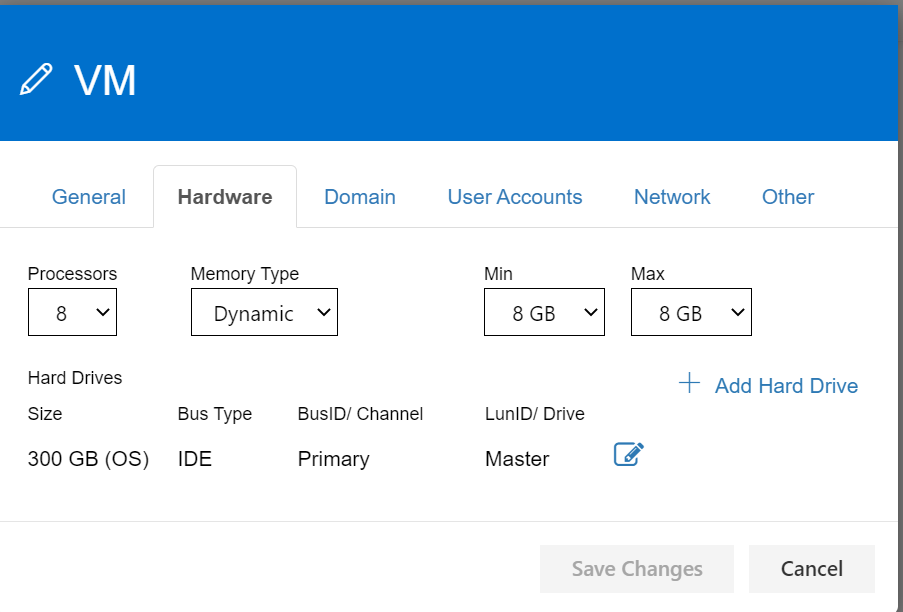 VM
General Hardware Domain User Accounts Network Other
Processors Memory Type Min Max
8 Dynamic 8 GB 8 GB
Hard Drives
Add Hard Drive
Size Bus Type BusID/ Channel LunID/ Drive
300 GB (OS) IDE Primary Master
Save Changes Cancel